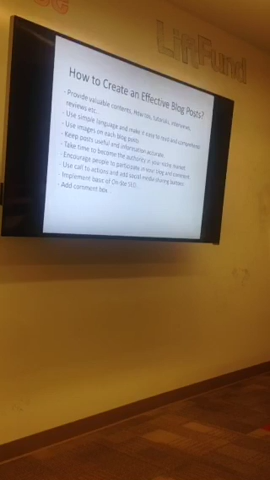 LiftFund
How to Create an Effective Blog Posts?
- Provide valuable contents, How tos, tutorials, interviews,
reviews etc.
- Use simple language and make it easy to read and
- Use images on each blog posts.
- Keep posts useful and information accurate.
- Take time to become the authority in your niche market.
- Encourage people to participate in your blog and comment.
- Use call to actions and add social media sharing buttons.
- Implement basic of On-site SEO.
- Add comment box.